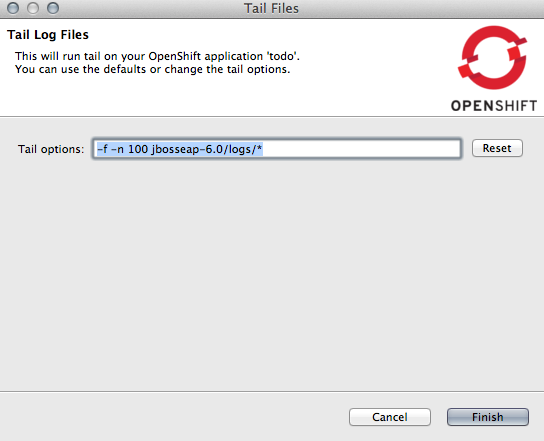 Tail Files
Tail Log Files
This will run tail on your OpenShift application 'todo'.
You can use the defaults or change the tail options.
OPENSHIFT
Tail options: -f -n 100 jbosseap-6.0/logs/* Reset
Cancel Finish